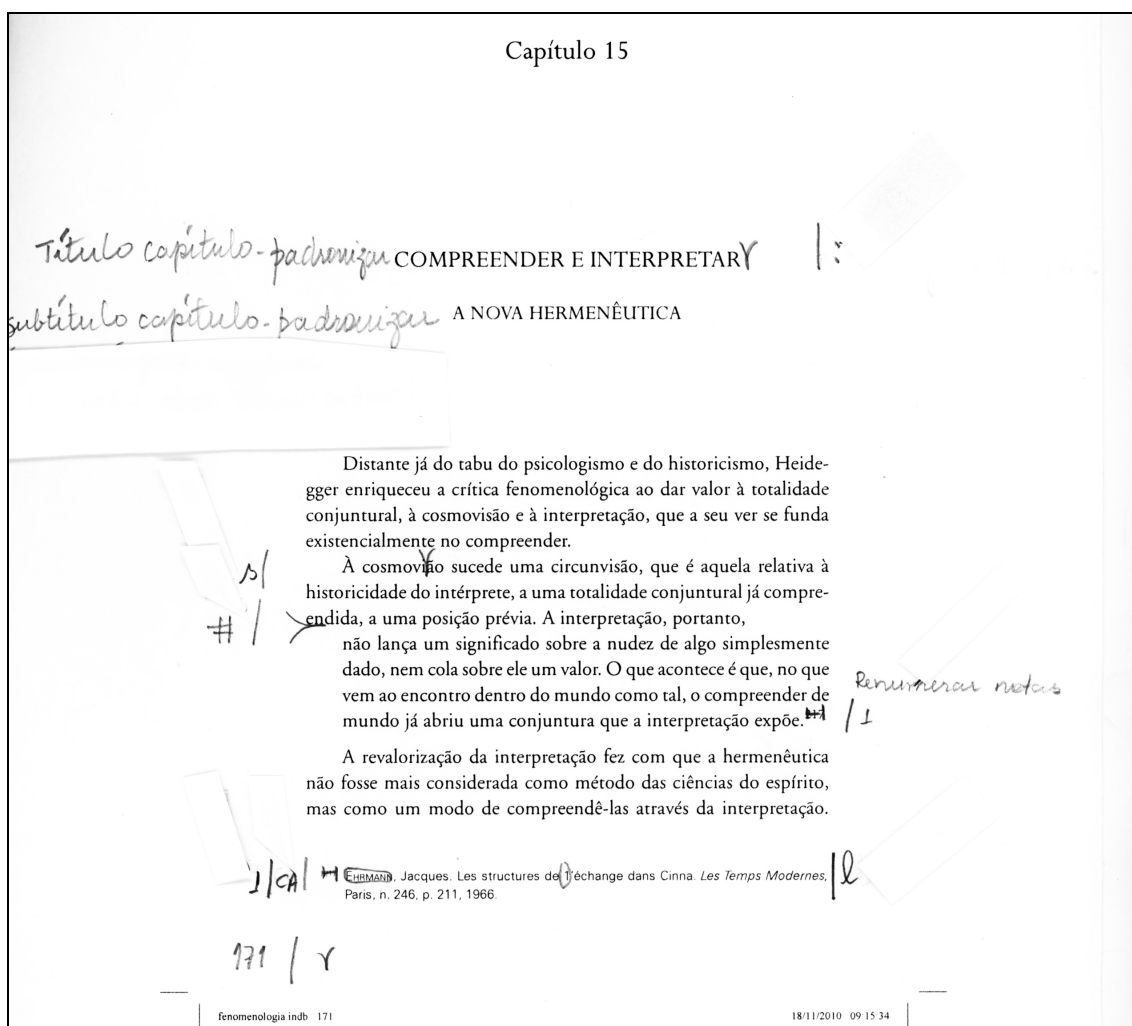 Capítulo 15
Título capítulo - padronizar COMPREENDER E INTERPRETAR |:
subtítulo capítulo - padronizar A NOVA HERMENÊUTICA
Distante já do tabu do psicologismo e do historicismo, Heide-
gger enriqueceu a crítica fenomenológica ao dar valor à totalidade
conjuntural, à cosmovisão e à interpretação, que a seu ver se funda
existencialmente no compreender.
s/ À cosmovião sucede uma circunvisão, que é aquela relativa à
historicidade do intérprete, a uma totalidade conjuntural já compre-
# / endida, a uma posição prévia. A interpretação, portanto,
não lança um significado sobre a nudez de algo simplesmente
dado, nem cola sobre ele um valor. O que acontece é que, no que
vem ao encontro dentro do mundo como tal, o compreender de
Renumerar notas
mundo já abriu uma conjuntura que a interpretação expõe. /1
A revalorização da interpretação fez com que a hermenêutica
não fosse mais considerada como método das ciências do espírito,
mas como um modo de compreendê-las através da interpretação.
1/CA/ EHRMANN, Jacques. Les structures de 1'échange dans Cinna. Les Temps Modernes, /l
Paris, n. 246, p. 211, 1966.
171 /
fenomenologia indb 171 18/11/2010 09:15:34